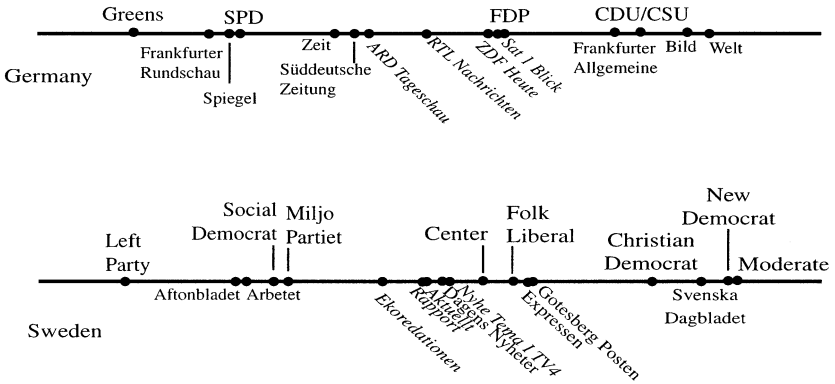 Greens
SPD
FDP
CDU/CSU
Frankfurter
Rundschau
Spiegel
Zeit
Süddeutsche
Zeitung
ARD Tageschau
RTL Nachrichten
ZDF Heute
Sat 1 Blick
Frankfurter
Allgemeine
Bild
Welt
Germany
Left
Party
Social
Democrat
Miljo
Partiet
Center
Folk
Liberal
Christian
Democrat
New
Democrat
Moderate
Aftonbladet
Arbetet
Ekoredationen
Rapport
Aktuellt
Dagens Nyheter
Nyhe Tema I TV4
Expressen
Gotesberg Posten
Svenska
Dagbladet
Sweden